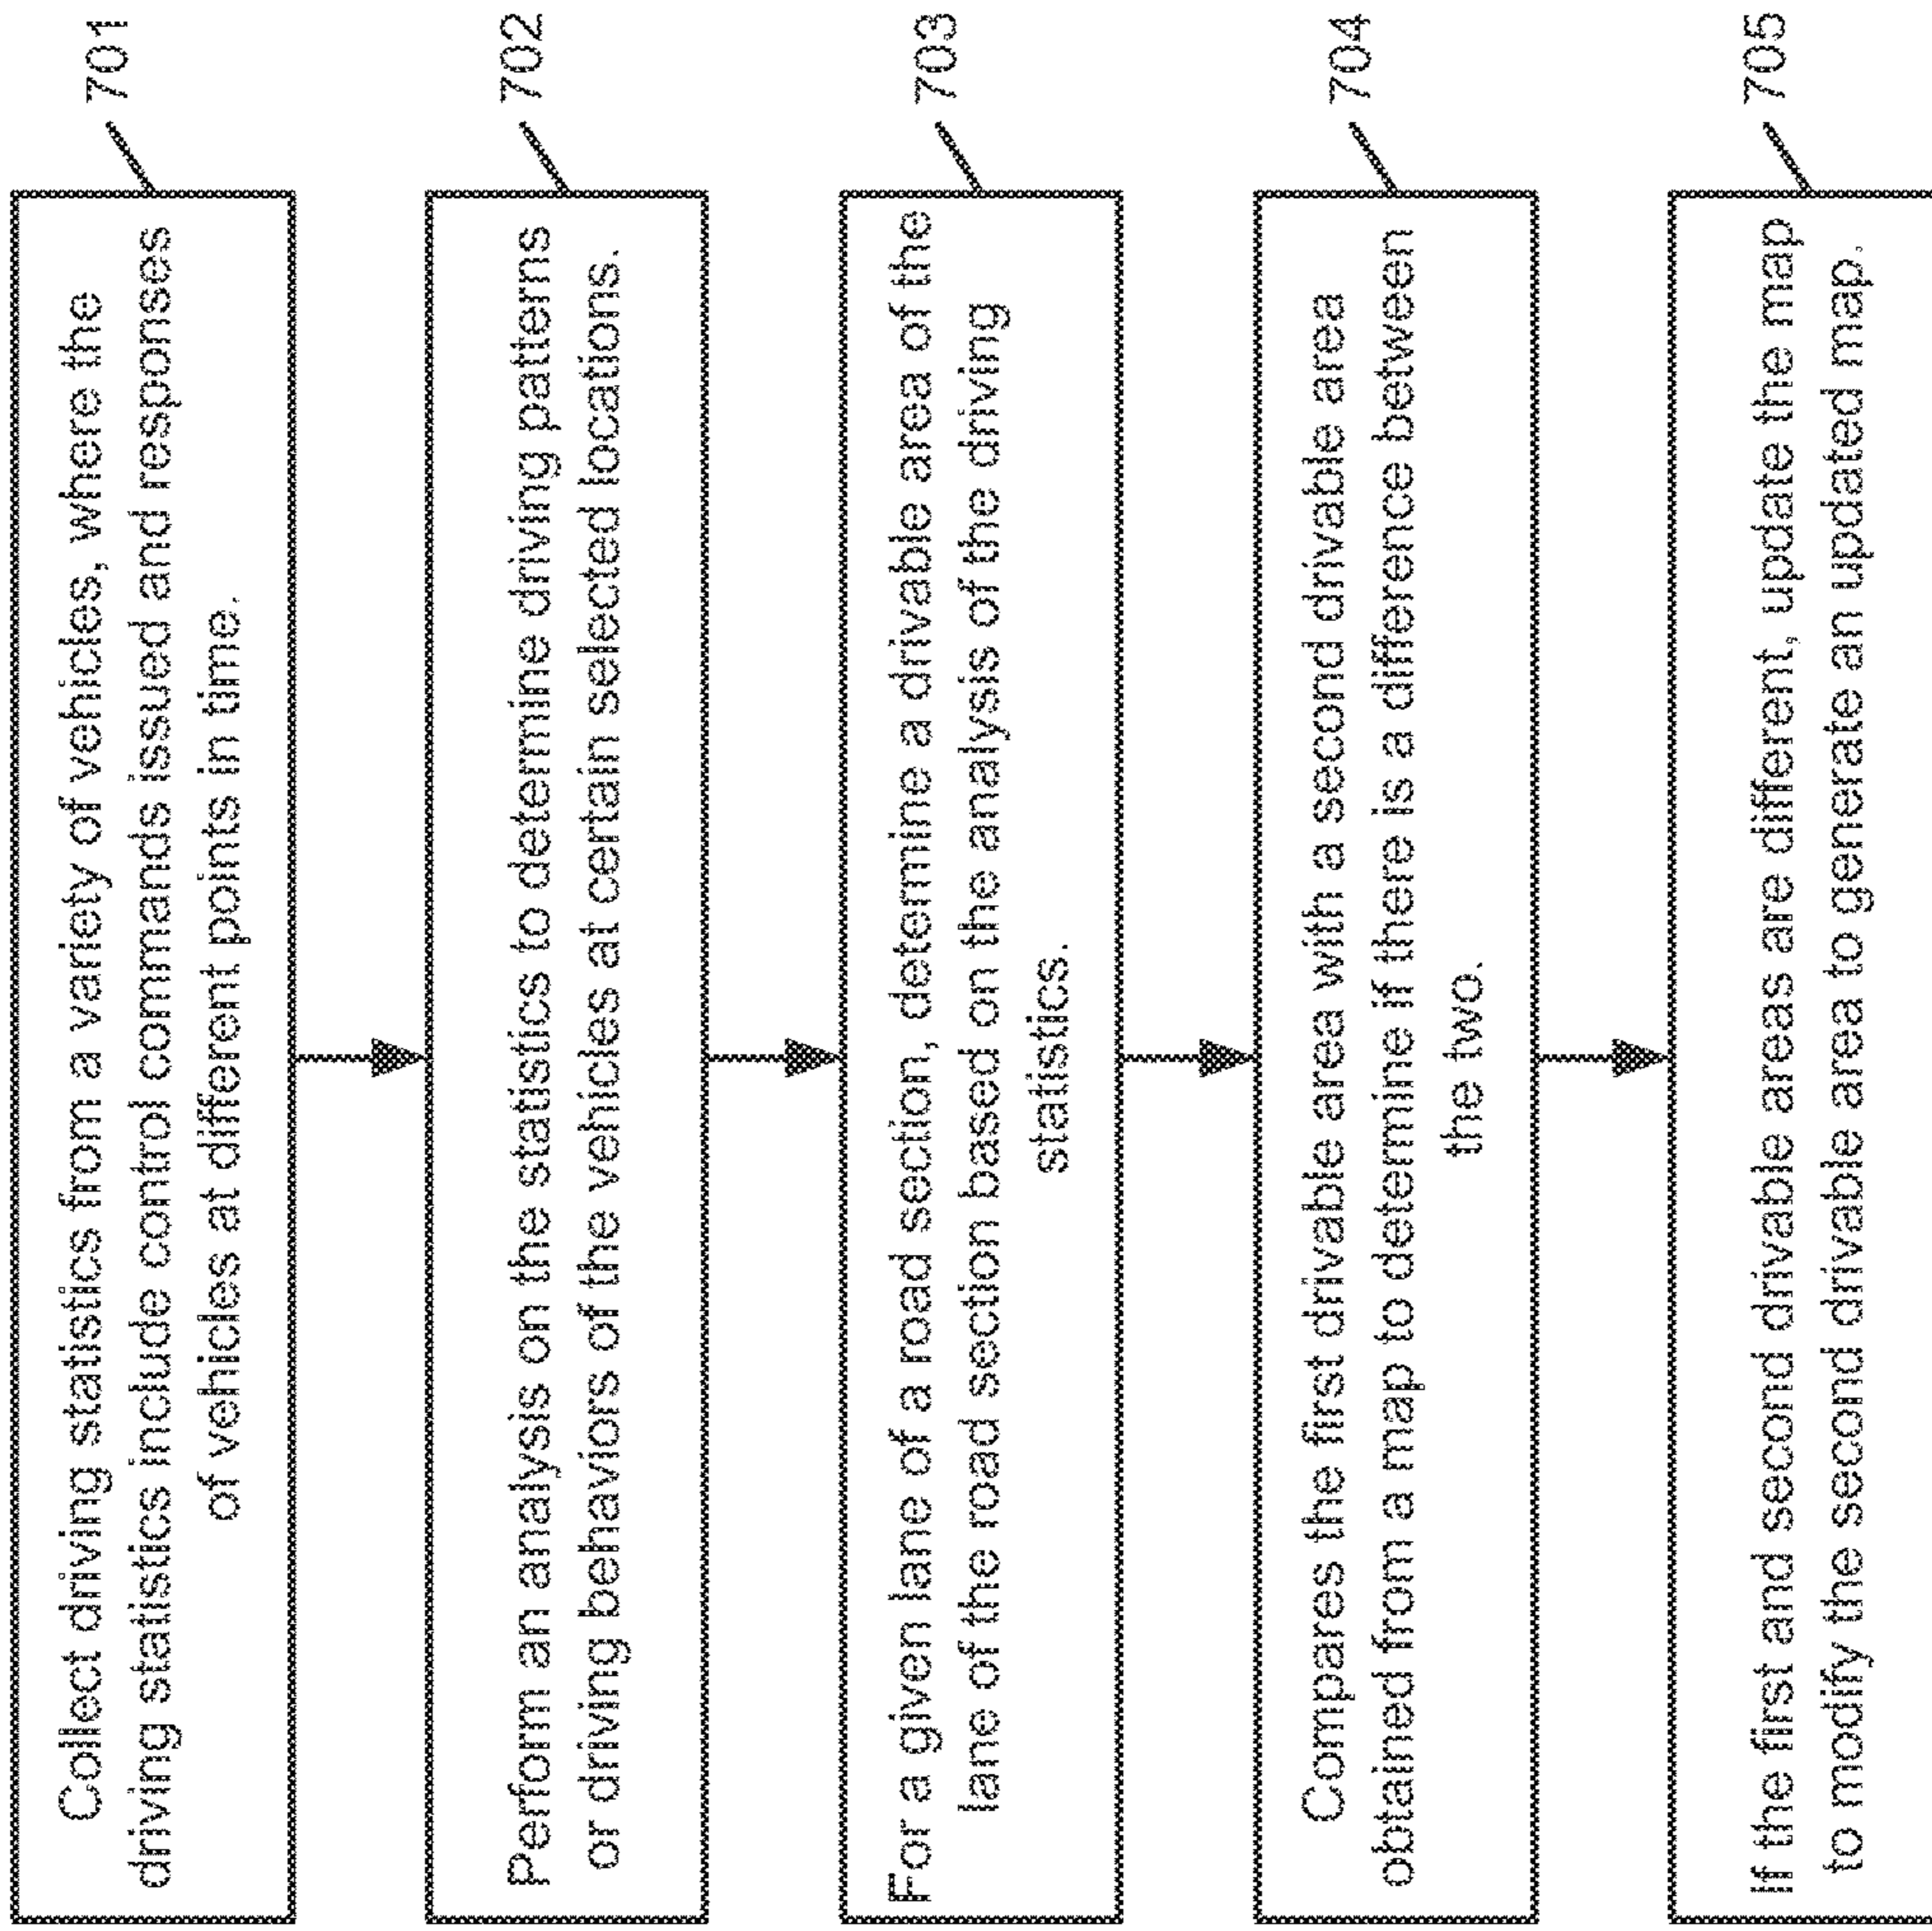 701
Collect driving statistics from a variety of vehicles, where the
driving statistics include control commands issued and responses
of vehicles at different points in time.
702
Perform an analysis on the statistics to determine driving patterns
or driving behaviors of the vehicles at certain selected locations.
703
For a given lane of a road section, determine a drivable area of the
lane of the road section based on the analysis of the driving
statistics.
704
Compares the first drivable area with a second drivable area
obtained from a map to determine if there is a difference between
the two.
705
If the first and second drivable areas are different, update the map
to modify the second drivable area to generate an updated map.